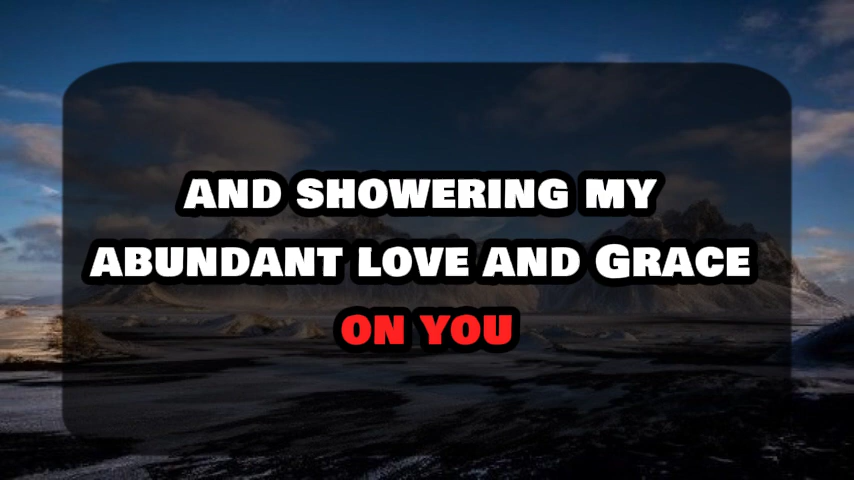 AND SHOWERING MY
ABUNDANT LOVE AND GRACE
ON YOU